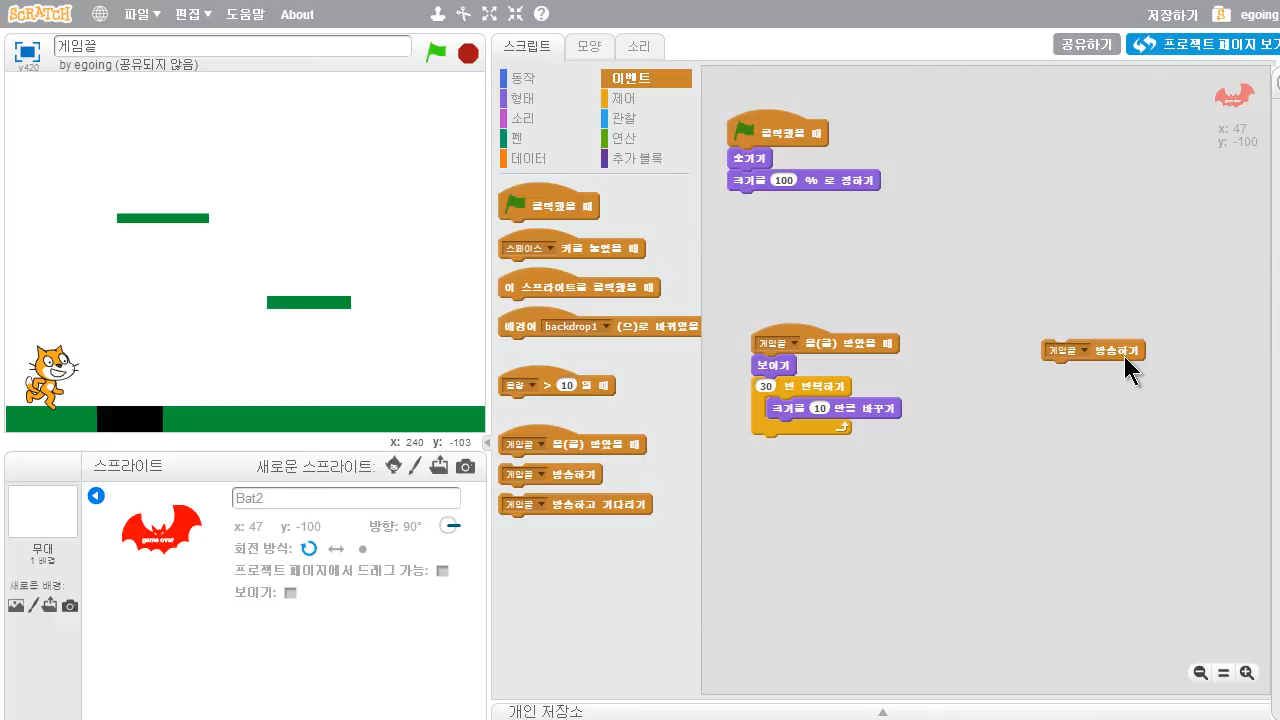 SCRATCH 파일 편집 도움말 About 저장하기 egoing
게임끝
by egoing (공유되지 않음)
v420
스크립트 모양 소리
공유하기 프로젝트 페이지 보기
동작 이벤트
형태 제어
소리 관찰
펜 연산
데이터 추가 블록
클릭했을 때
스페이스 키를 눌렀을 때
이 스프라이트를 클릭했을 때
배경이 backdrop1 (으)로 바뀌었을
음량 > 10 일 때
게임끝 을(를) 받았을 때
게임끝 방송하기
게임끝 방송하고 기다리기
클릭했을 때
숨기기
크기를 100 % 로 정하기
게임끝 을(를) 받았을 때
보이기
30 번 반복하기
크기를 10 만큼 바꾸기
게임끝 방송하기
x: 47
y: -100
x: 240 y: -103
스프라이트 새로운 스프라이트:
무대
1 배경
새로운 배경:
game over
Bat2
x: 47 y: -100 방향: 90°
회전 방식:
프로젝트 페이지에서 드래그 가능:
보이기:
개인 저장소